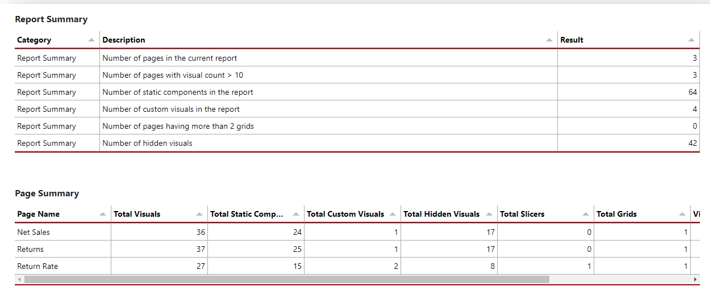 Report Summary
Category Description Result
Report Summary Number of pages in the current report 3
Report Summary Number of pages with visual count > 10 3
Report Summary Number of static components in the report 64
Report Summary Number of custom visuals in the report 4
Report Summary Number of pages having more than 2 grids 0
Report Summary Number of hidden visuals 42
Page Summary
Page Name Total Visuals Total Static Comp... Total Custom Visuals Total Hidden Visuals Total Slicers Total Grids Vi
Net Sales 36 24 1 17 0 1
Returns 37 25 1 17 0 1
Return Rate 27 15 2 8 1 1